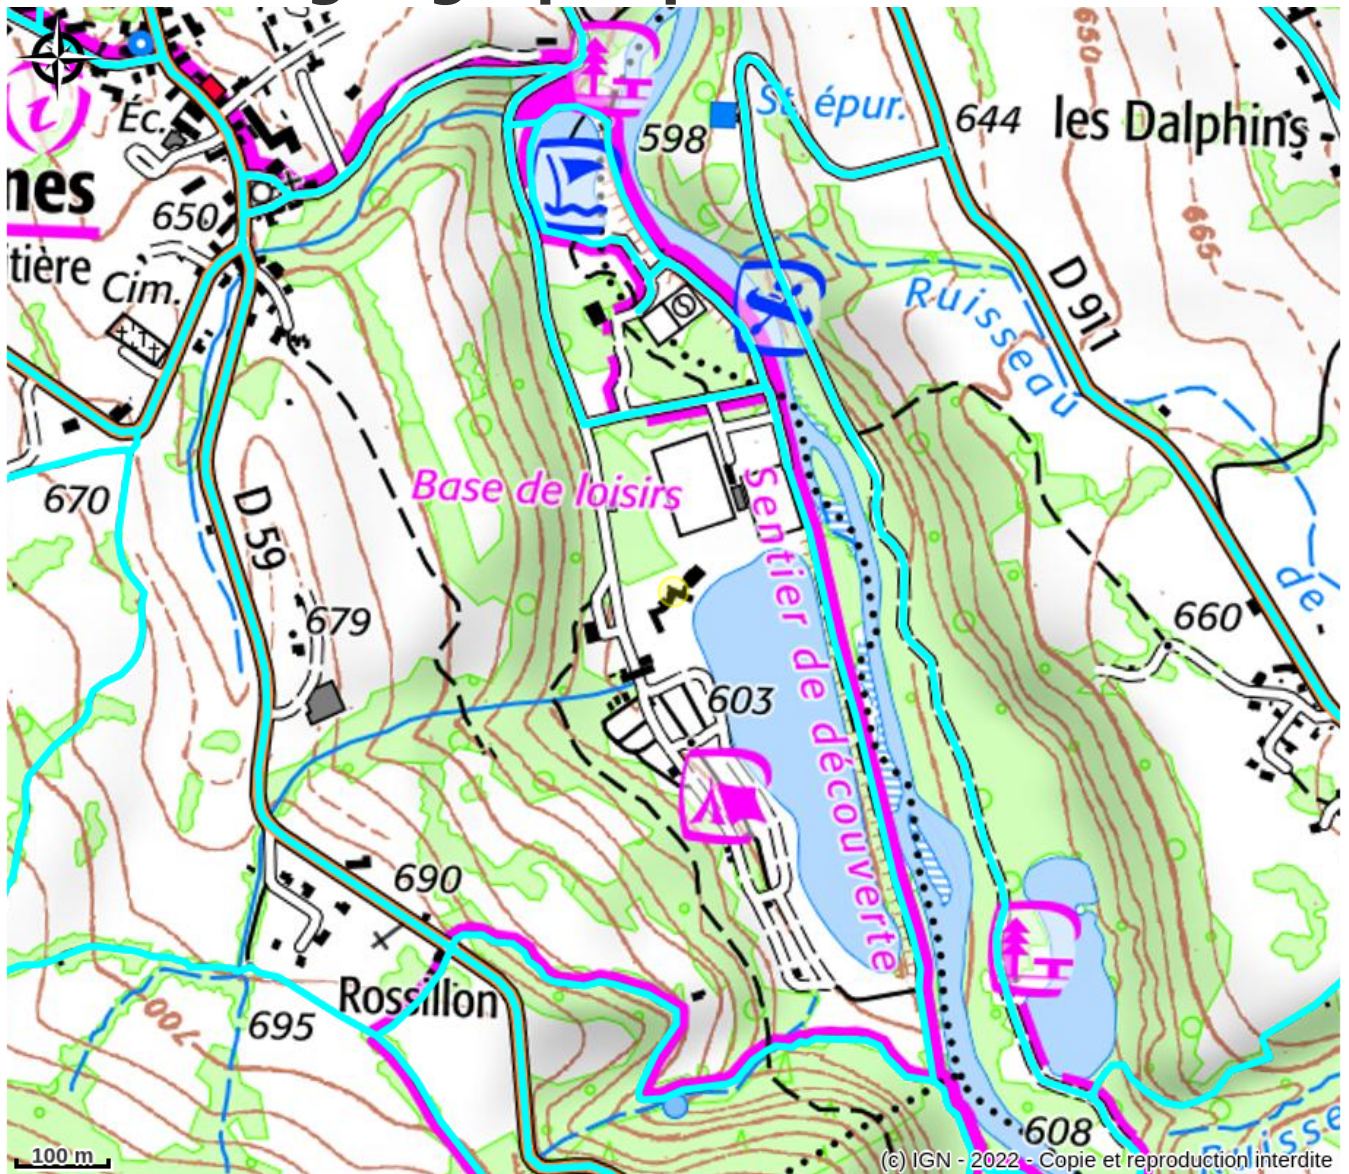 Éc.
St. épur.
644
les Dalphins
598
nes
650
tière
Cim.
650
665
D 911
Ruisseau
de
670
D 59
Base de loisirs
Sentier de découverte
679
660
603
690
Rossillon
695
700
608
Ruisse
100 m
(c) IGN - 2022 - Copie et reproduction interdite